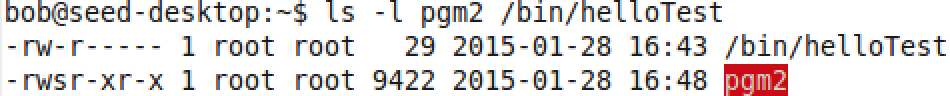 bob@seed-desktop:~$ ls -l pgm2 /bin/helloTest
-rw-r----- 1 root root   29 2015-01-28 16:43 /bin/helloTest
-rwsr-xr-x 1 root root 9422 2015-01-28 16:48 pgm2